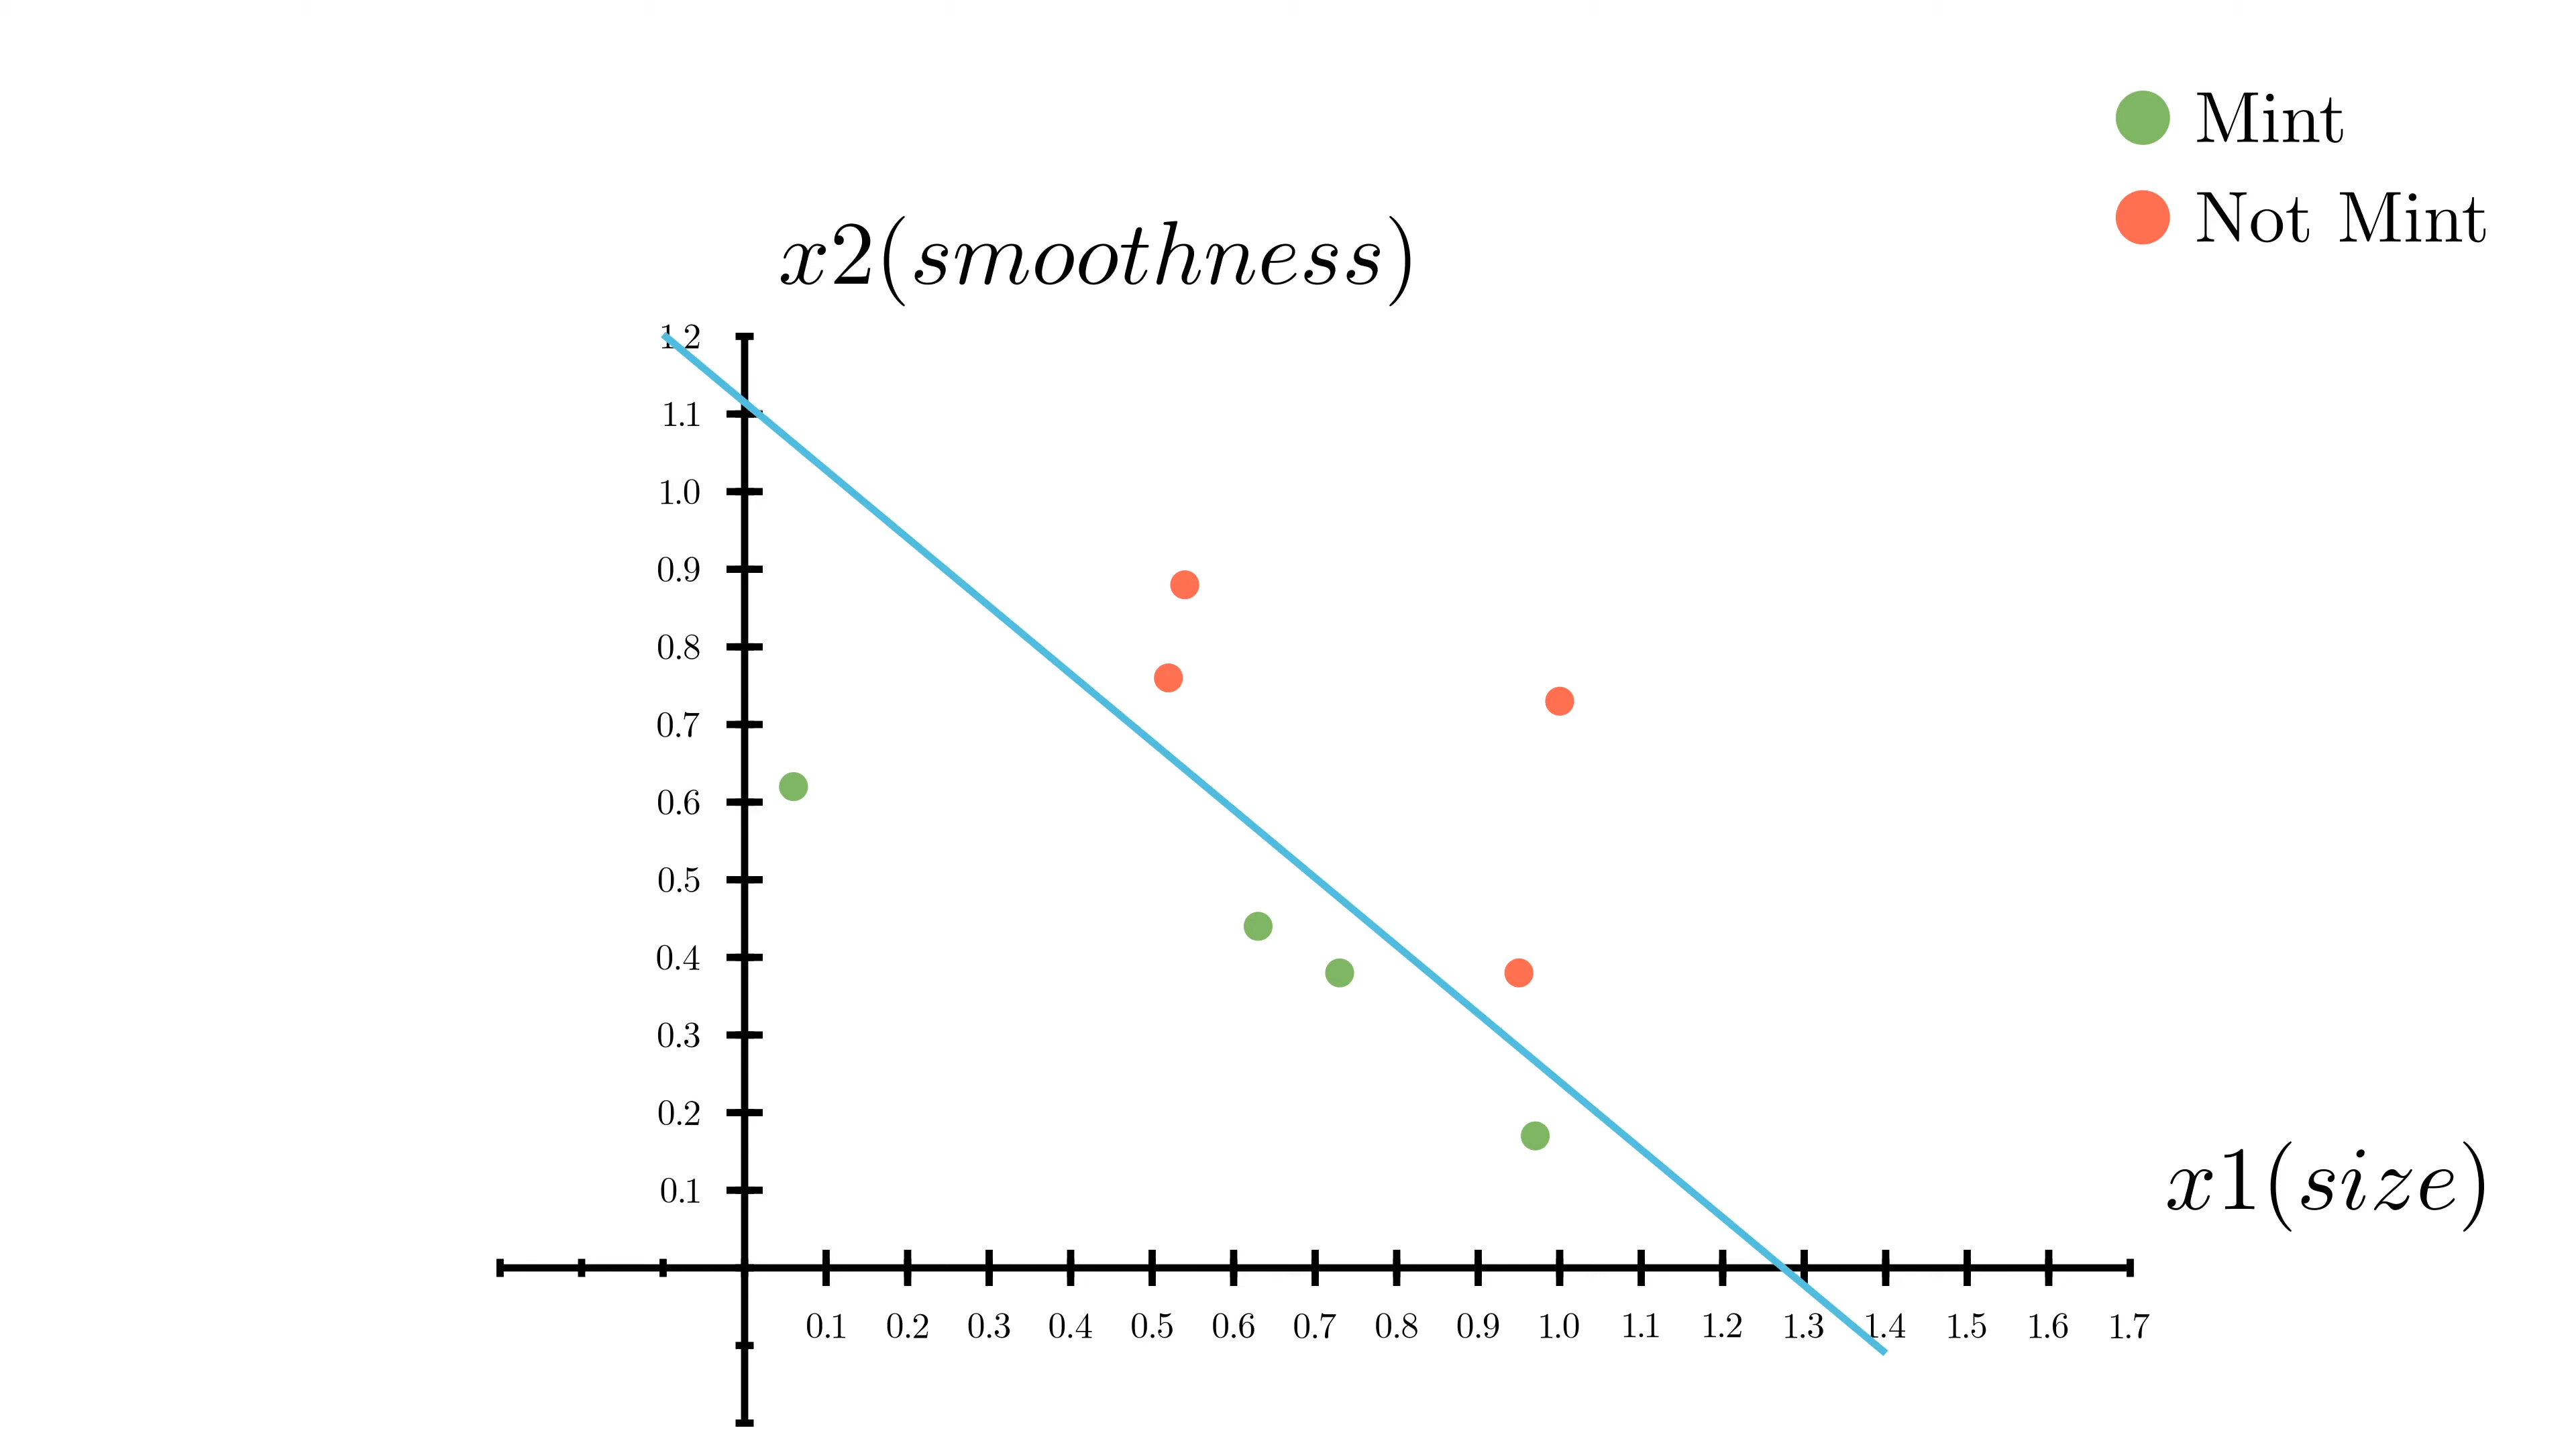 Mint
Not Mint
x2(smoothness)
1.2
1.1
1.0
0.9
0.8
0.7
0.6
0.5
0.4
0.3
0.2
0.1
x1(size)
0.1 0.2 0.3 0.4 0.5 0.6 0.7 0.8 0.9 1.0 1.1 1.2 1.3 1.4 1.5 1.6 1.7